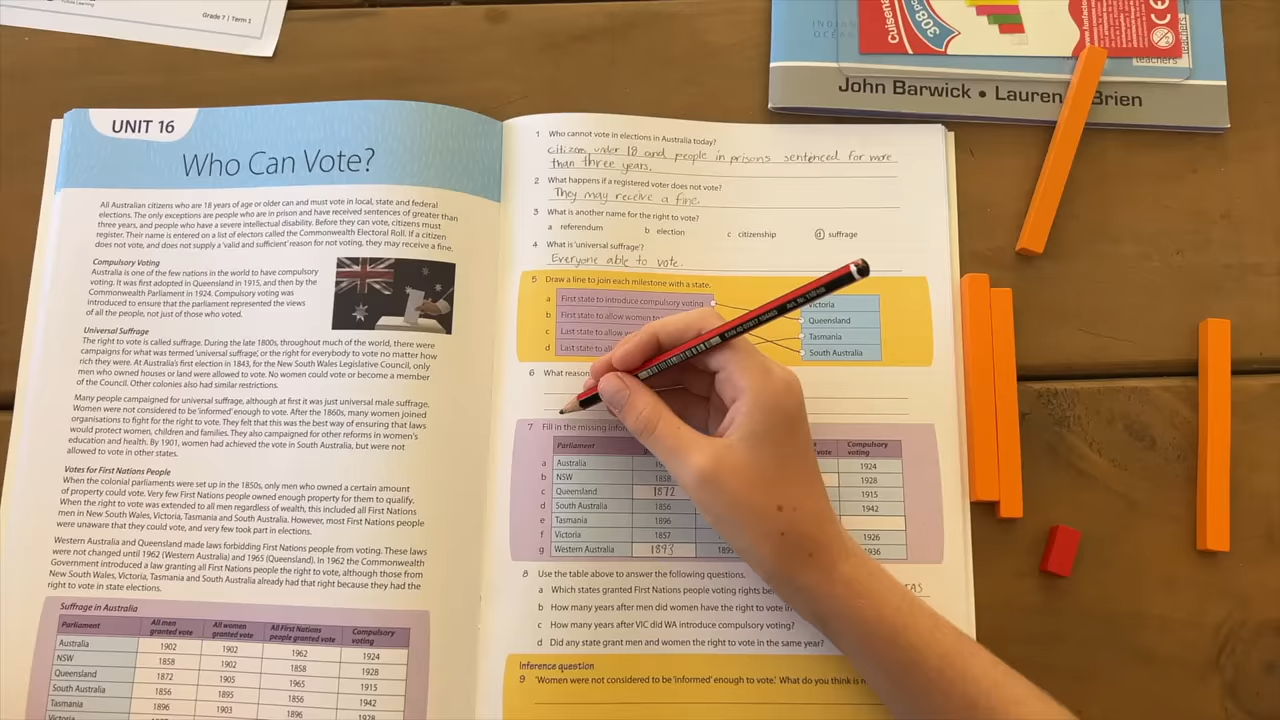 Grade 7 | Term 1
Cuisena
308
CE
teachers
John Barwick • Lauren Brien
UNIT 16
Who Can Vote?
All Australian citizens who are 18 years of age or older can and must vote in local, state and federal
elections. The only exceptions are people who are in prison and have received sentences of greater than
three years, and people who have a severe intellectual disability. Before they can vote, citizens must
register. Their name is entered on a list of electors called the Commonwealth Electoral Roll. If a citizen
does not vote, and does not supply a 'valid and sufficient' reason for not voting, they may receive a fine.
Compulsory Voting
Australia is one of the few nations in the world to have compulsory
voting. It was first adopted in Queensland in 1915, and then by the
Commonwealth Parliament in 1924. Compulsory voting was
introduced to ensure that the parliament represented the views
of all the people, not just of those who voted.
Universal Suffrage
The right to vote is called suffrage. During the late 1800s, throughout much of the world, there were
campaigns for what was termed 'universal suffrage', or the right for everybody to vote no matter how
rich they were. At Australia's first election in 1843, for the New South Wales Legislative Council, only
men who owned houses or land were allowed to vote. No women could vote or become a member
of the Council. Other colonies also had similar restrictions.
Many people campaigned for universal suffrage, although at first it was just universal male suffrage.
Women were not considered to be 'informed' enough to vote. After the 1860s, many women joined
organisations to fight for the right to vote. They felt that this was the best way of ensuring that laws
would protect women, children and families. They also campaigned for other reforms in women's
education and health. By 1901, women had achieved the vote in South Australia, but were not
allowed to vote in other states.
Votes for First Nations People
When the colonial parliaments were set up in the 1850s, only men who owned a certain amount
of property could vote. Very few First Nations people owned enough property for them to qualify.
When the right to vote was extended to all men regardless of wealth, this included all First Nations
men in New South Wales, Victoria, Tasmania and South Australia. However, most First Nations people
were unaware that they could vote, and very few took part in elections.
Western Australia and Queensland made laws forbidding First Nations people from voting. These laws
were not changed until 1962 (Western Australia) and 1965 (Queensland). In 1962 the Commonwealth
Government introduced a law granting all First Nations people the right to vote, although those from
New South Wales, Victoria, Tasmania and South Australia already had that right because they had the
right to vote in state elections.
Suffrage in Australia
Parliament All men granted vote All women granted vote All First Nations people granted vote Compulsory voting
Australia 1902 1902 1962 1924
NSW 1858 1902 1858 1928
Queensland 1872 1905 1965 1915
South Australia 1856 1895 1856 1942
Tasmania 1896 1903 1896 1928
1 Who cannot vote in elections in Australia today?
citizens under 18 and people in prisons sentenced for more
than three years.
2 What happens if a registered voter does not vote?
They may receive a fine.
3 What is another name for the right to vote?
a referendum b election c citizenship d suffrage
4 What is 'universal suffrage'?
Everyone able to vote.
5 Draw a line to join each milestone with a state.
a First state to introduce compulsory voting Victoria
b First state to allow women to Queensland
c Last state to allow Tasmania
d Last state to South Australia
6 What reason
7 Fill in the missing
Parliament vote Compulsory voting
a Australia 1924
b NSW 1858 1928
c Queensland 1872 1915
d South Australia 1856 1942
e Tasmania 1896
f Victoria 1857 1926
g Western Australia 1893 1936
8 Use the table above to answer the following questions.
a Which states granted First Nations people voting rights TAS
b How many years after men did women have the right to vote in
c How many years after VIC did WA introduce compulsory voting?
d Did any state grant men and women the right to vote in the same year?
Inference question
9 'Women were not considered to be 'informed' enough to vote.' What do you think is